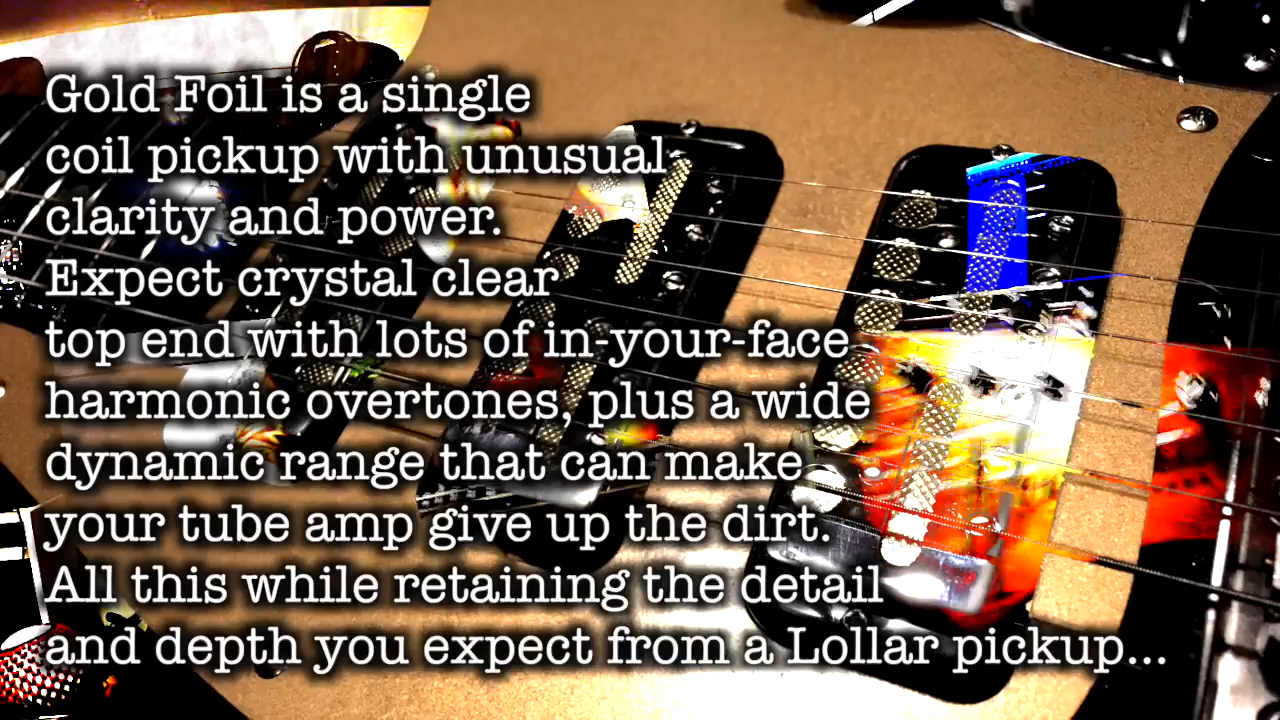 Gold Foil is a single
coil pickup with unusual
clarity and power.
Expect crystal clear
top end with lots of in-your-face
harmonic overtones, plus a wide
dynamic range that can make
your tube amp give up the dirt.
All this while retaining the detail
and depth you expect from a Lollar pickup...